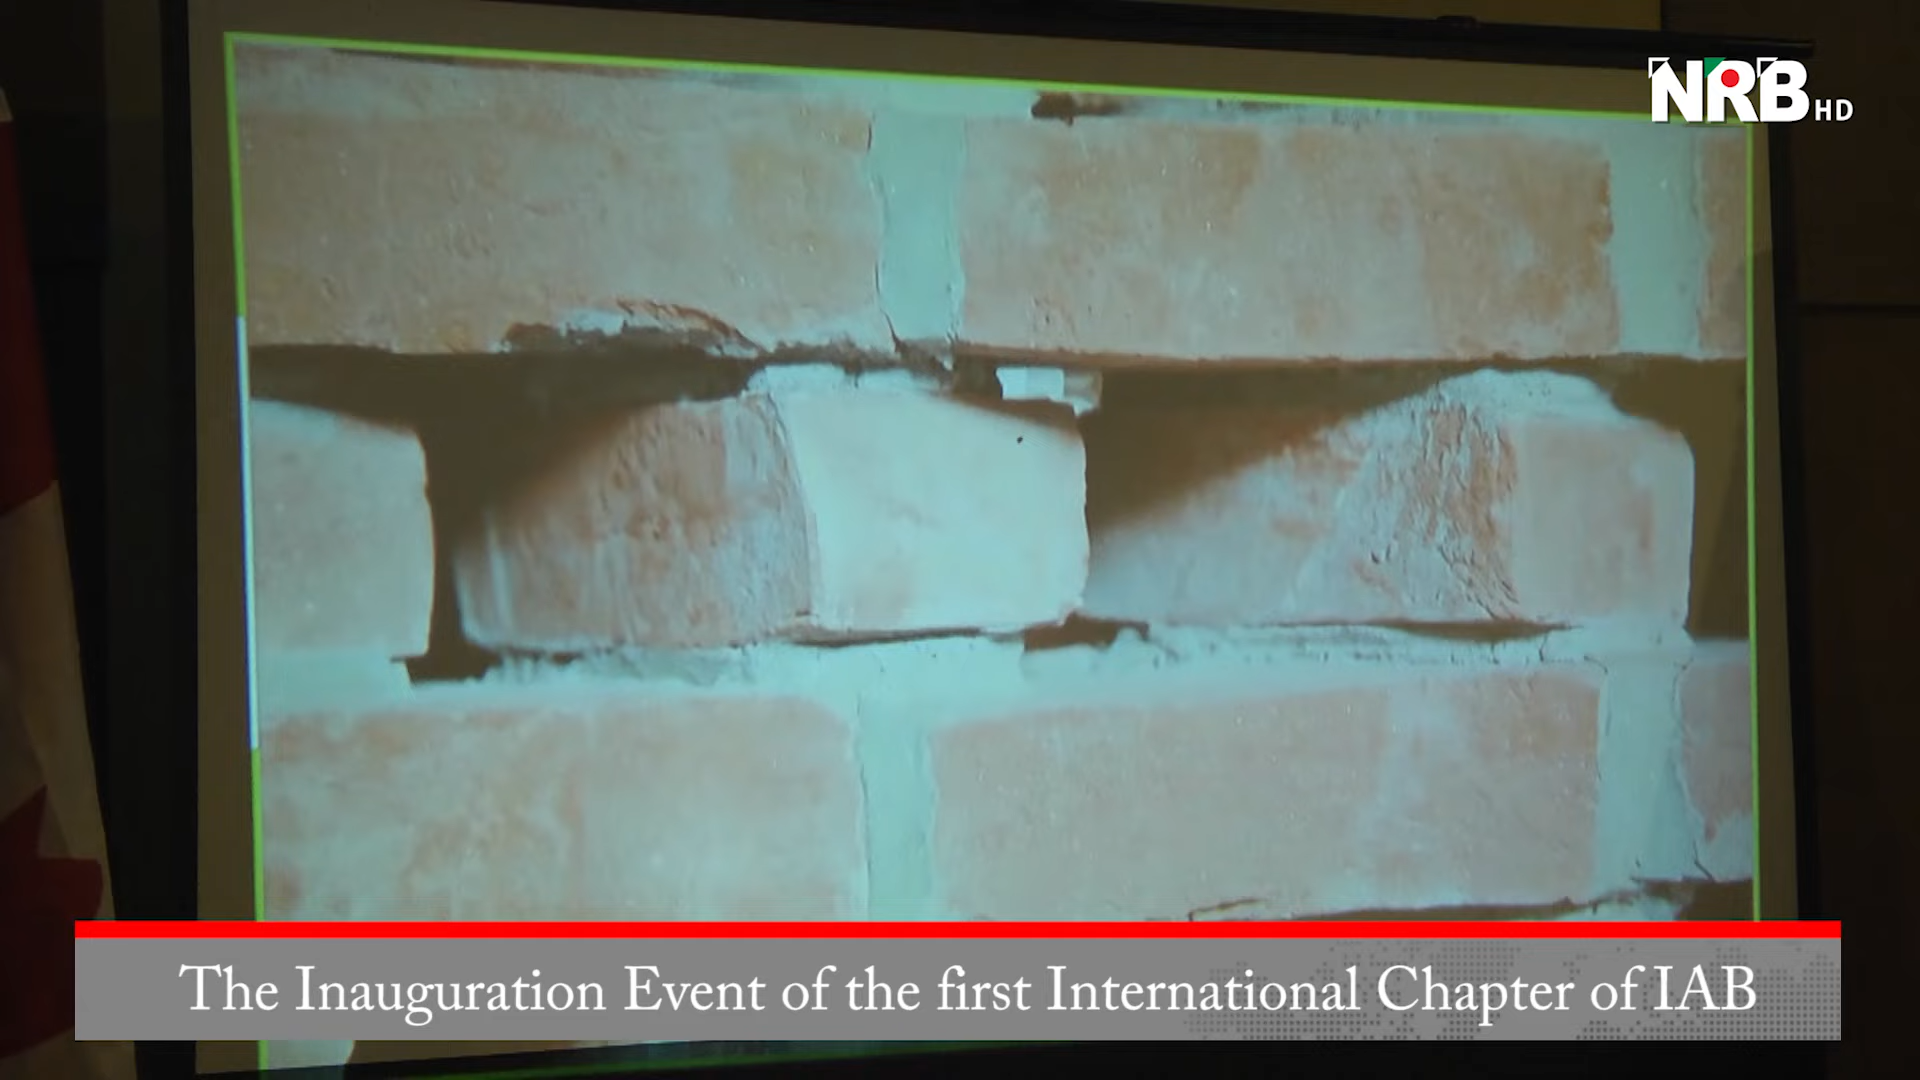 NRB HD
The Inauguration Event of the first International Chapter of IAB